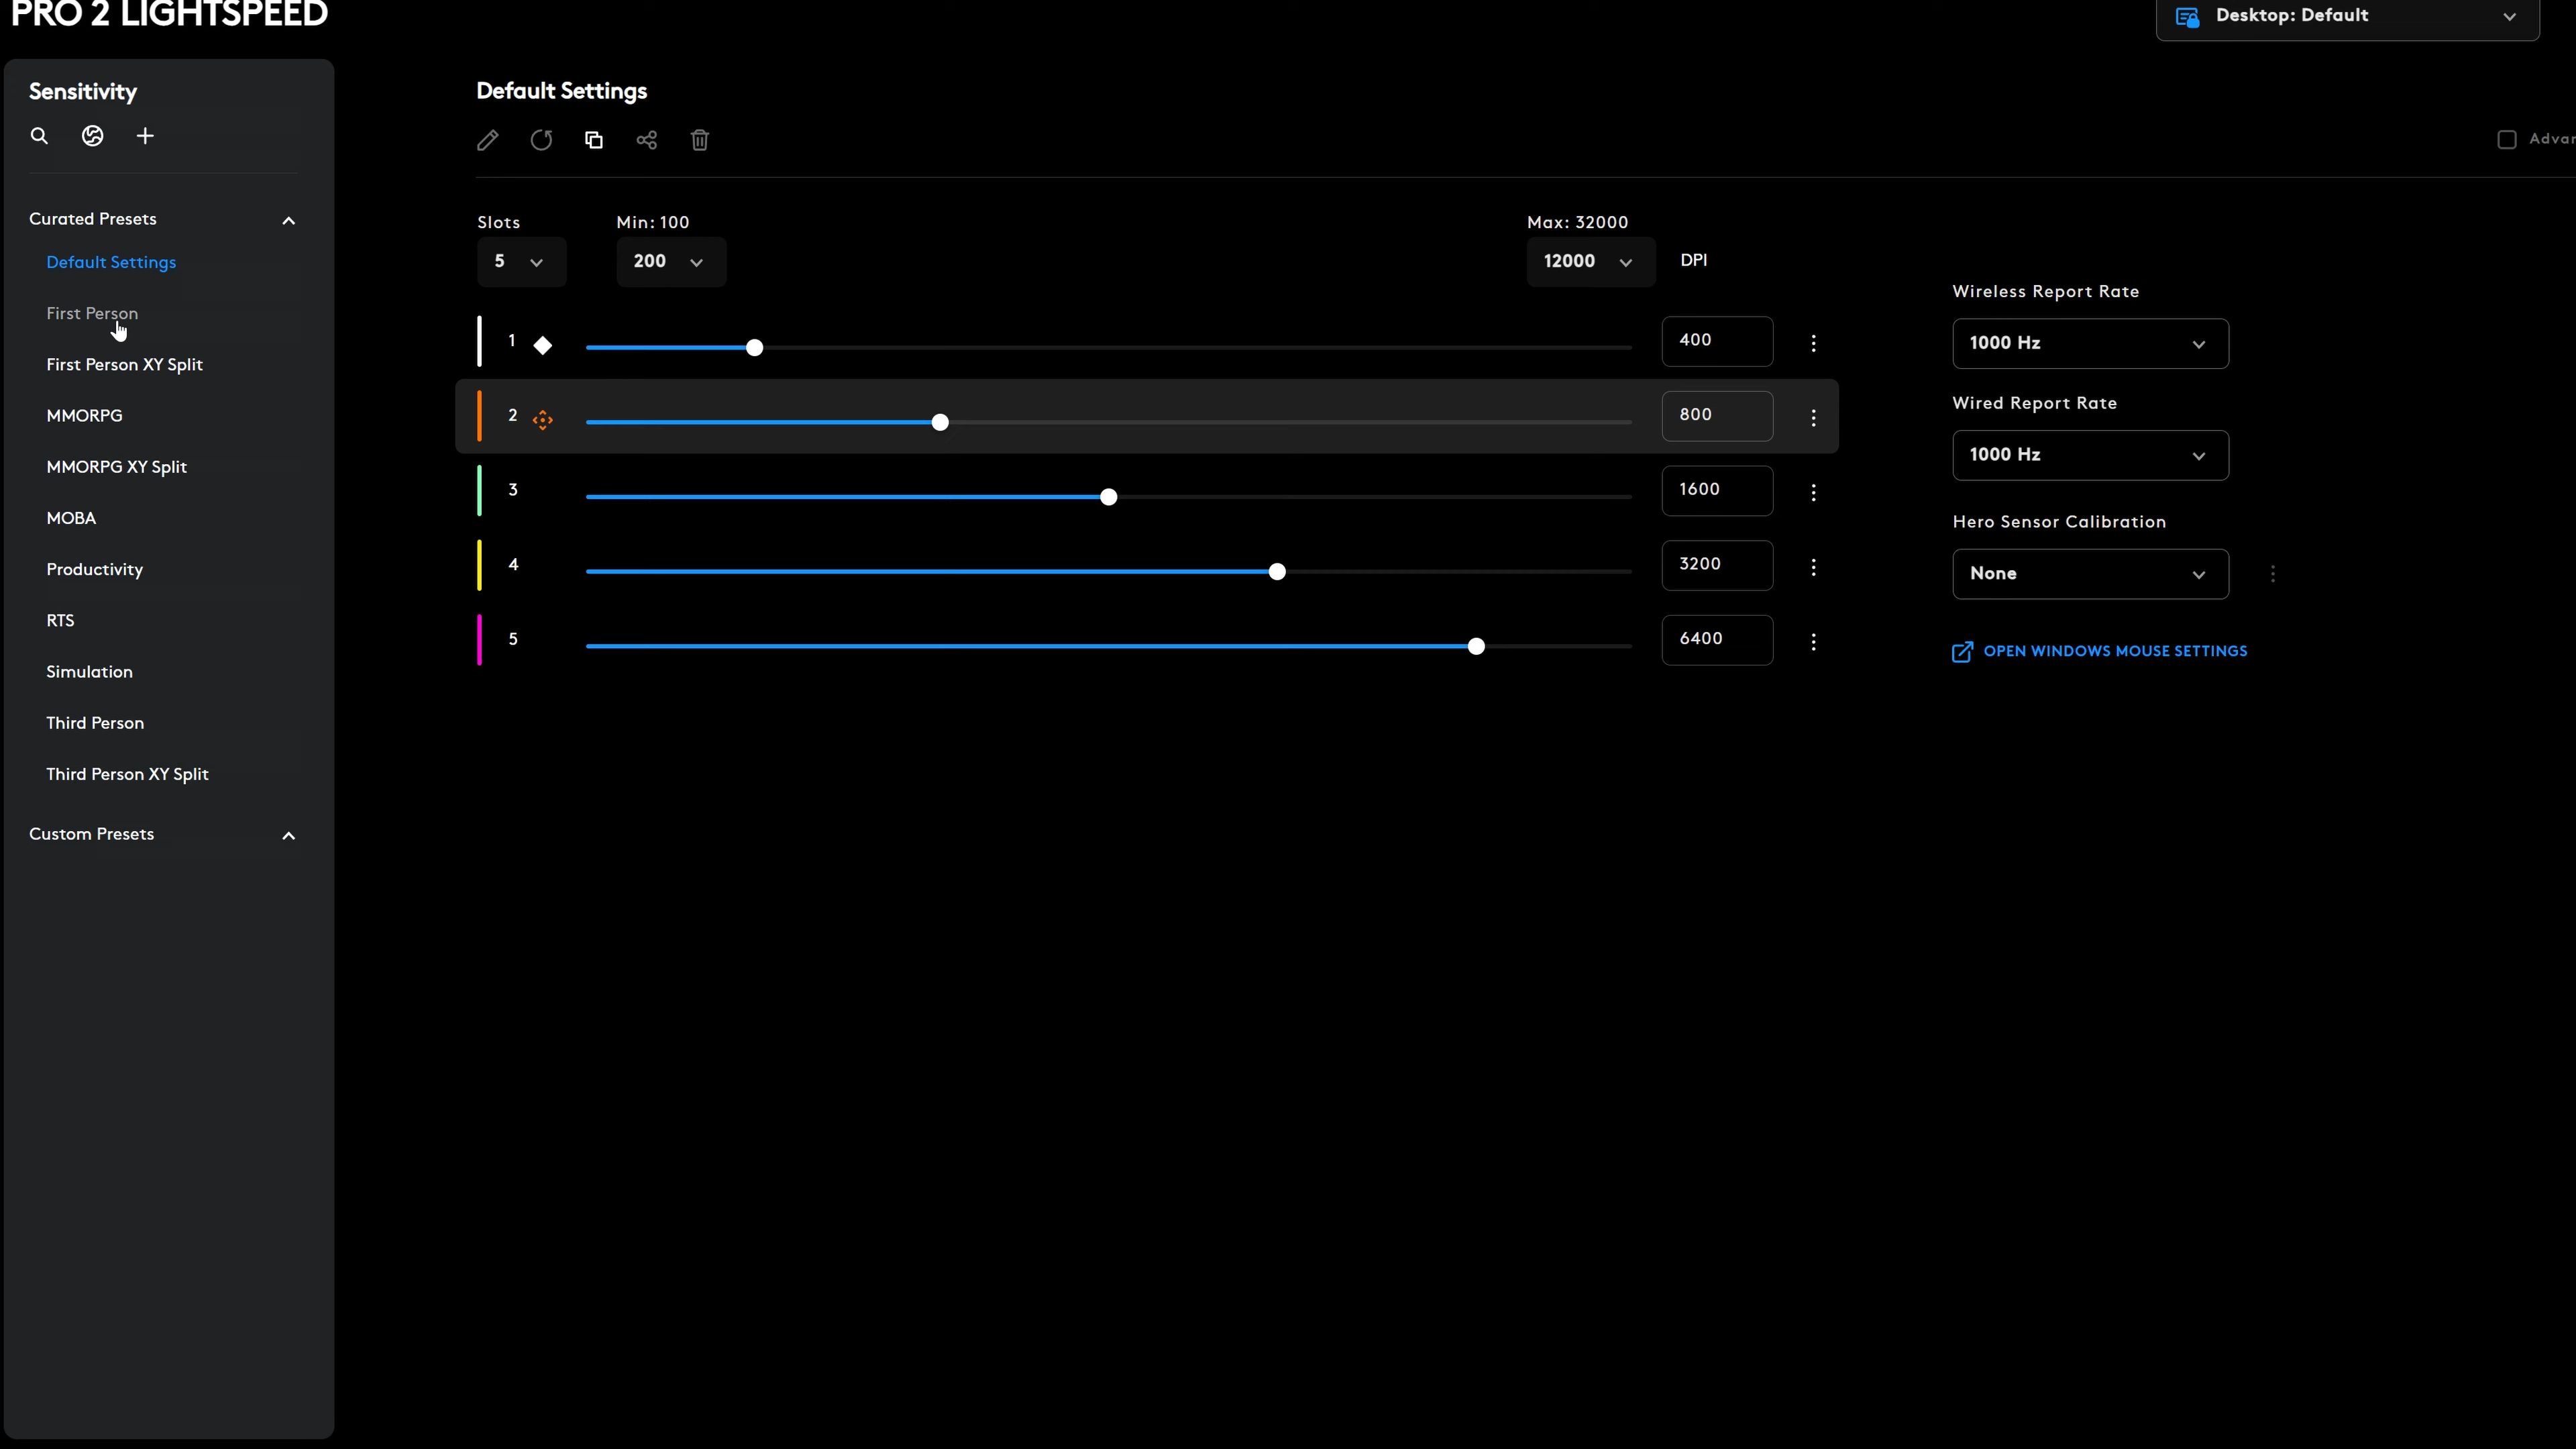 PRO 2 LIGHTSPEED
Desktop: Default
Sensitivity
Curated Presets
Default Settings
First Person
First Person XY Split
MMORPG
MMORPG XY Split
MOBA
Productivity
RTS
Simulation
Third Person
Third Person XY Split
Custom Presets
Default Settings
Slots
Min: 100
Max: 32000
5
200
12000
DPI
1
400
2
800
3
1600
4
3200
5
6400
Wireless Report Rate
1000 Hz
Wired Report Rate
1000 Hz
Hero Sensor Calibration
None
OPEN WINDOWS MOUSE SETTINGS